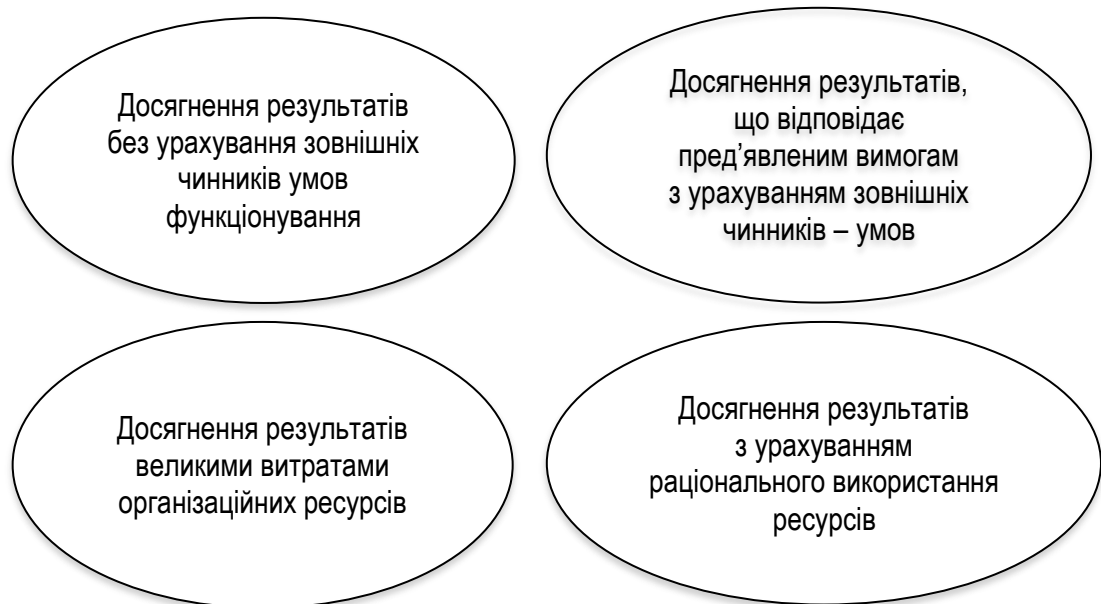 Досягнення результатів
без урахування зовнішніх
чинників умов
функціонування
Досягнення результатів,
що відповідає
пред’явленим вимогам
з урахуванням зовнішніх
чинників – умов
Досягнення результатів
великими витратами
організаційних ресурсів
Досягнення результатів
з урахуванням
раціонального використання
ресурсів